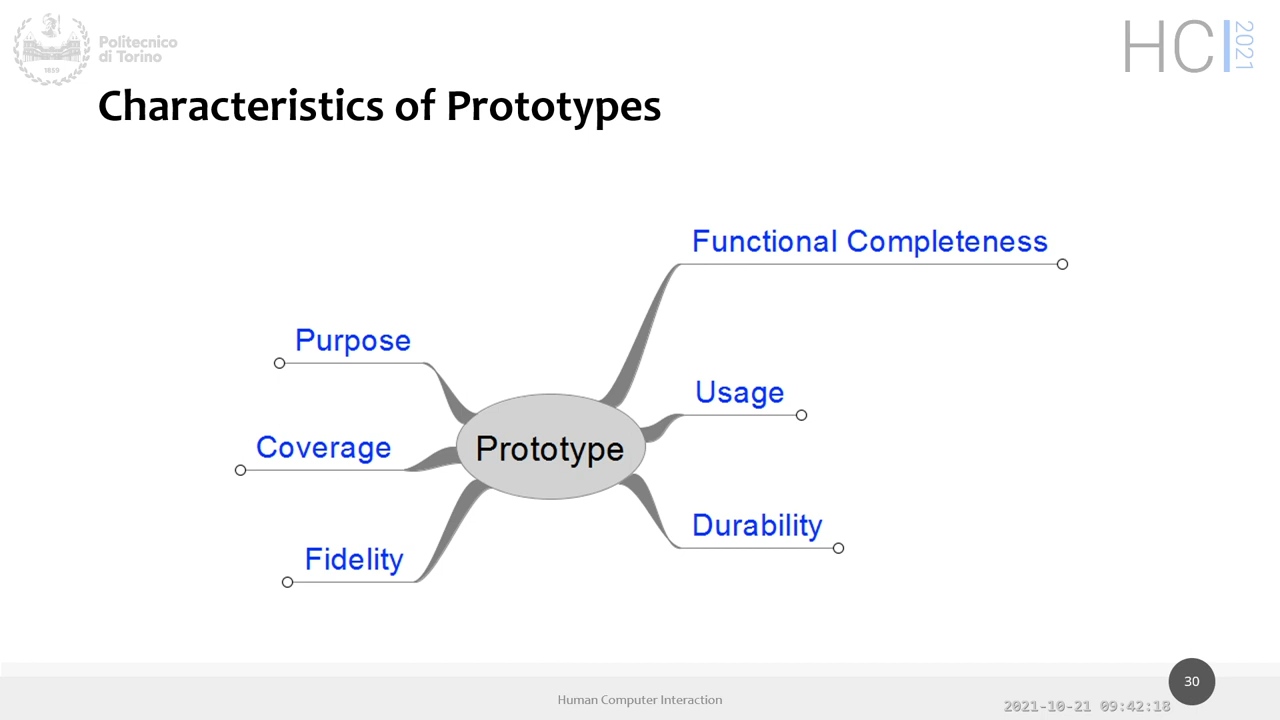 Politecnico
di Torino
1859
HCI
2021
Characteristics of Prototypes
Functional Completeness
Purpose
Usage
Coverage
Prototype
Durability
Fidelity
30
Human Computer Interaction
2021-10-21 09:42:18